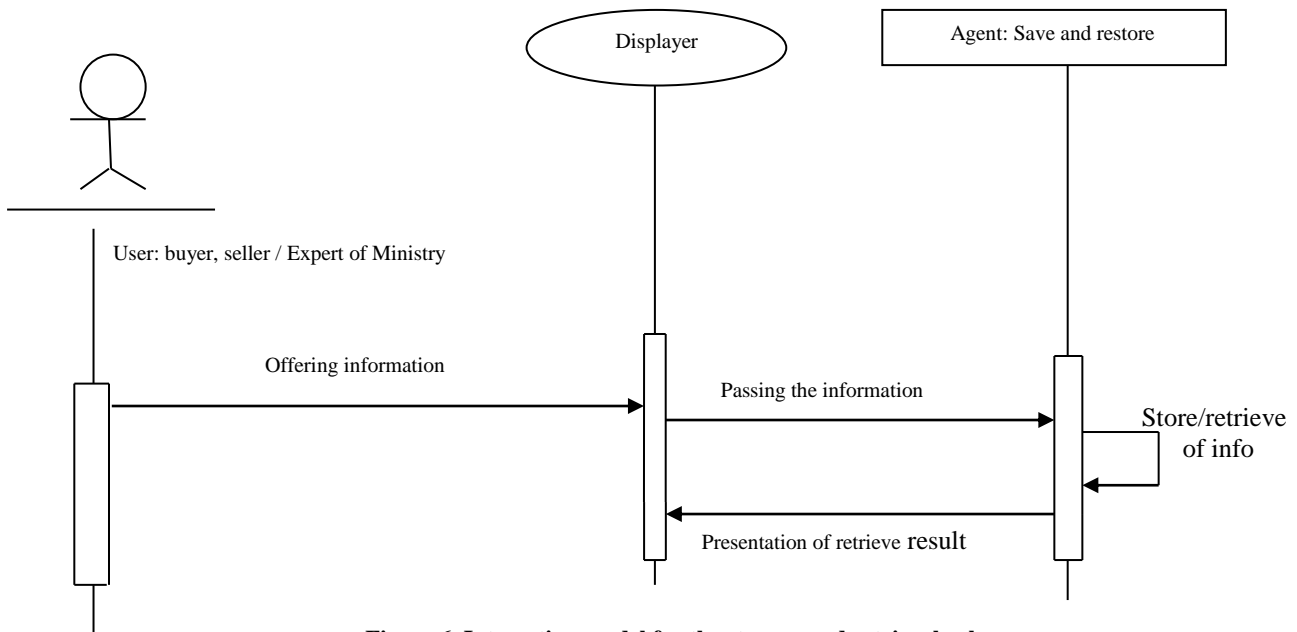 Displayer
Agent: Save and restore
User: buyer, seller / Expert of Ministry
Offering information
Passing the information
Store/retrieve
of info
Presentation of retrieve result